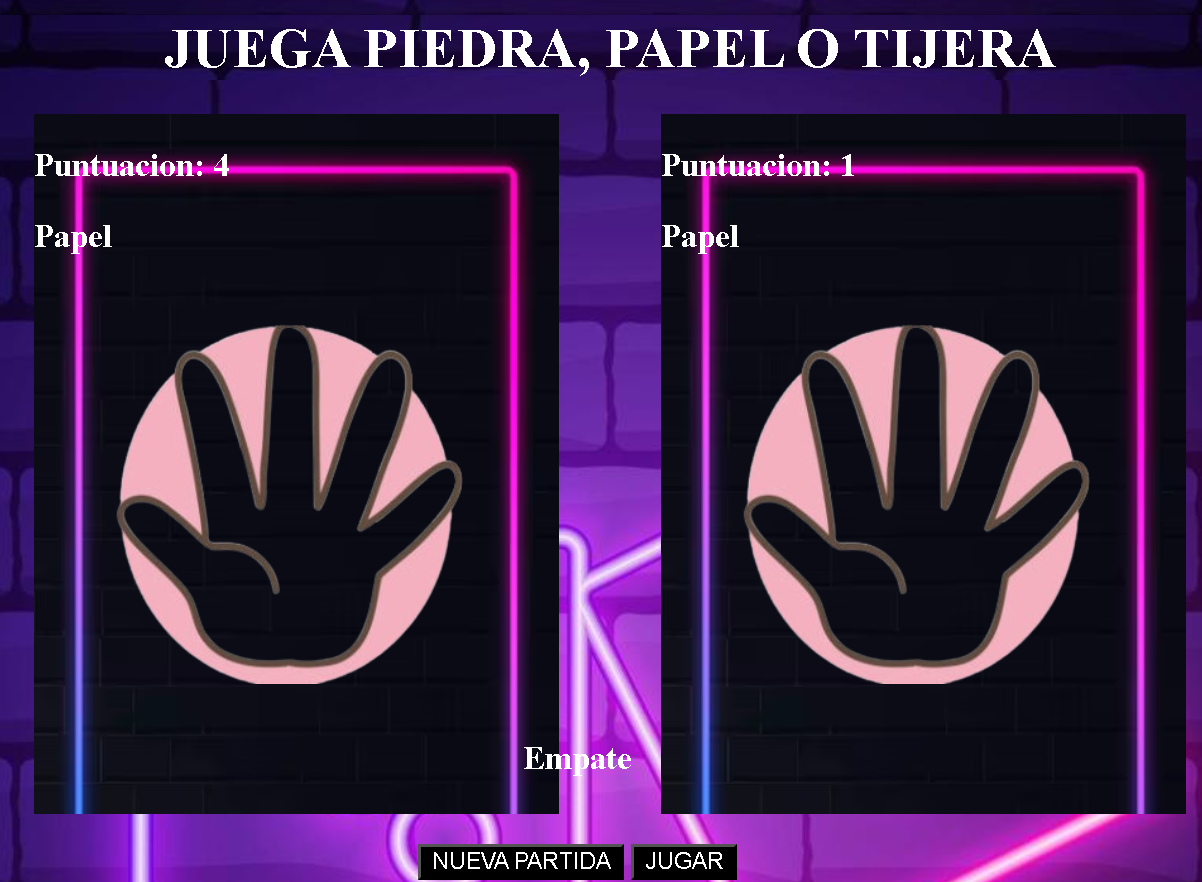 JUEGA PIEDRA, PAPEL O TIJERA
Puntuacion: 4
Papel
Puntuacion: 1
Papel
Empate
NUEVA PARTIDA
JUGAR